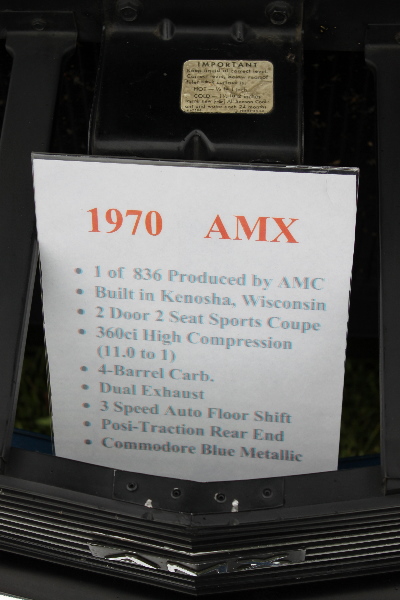 IMPORTANT
1970 AMX
• 1 of 836 Produced by AMC
• Built in Kenosha, Wisconsin
• 2 Door 2 Seat Sports Coupe
• 360ci High Compression
(11.0 to 1)
• 4-Barrel Carb.
• Dual Exhaust
• 3 Speed Auto Floor Shift
• Posi-Traction Rear End
• Commodore Blue Metallic